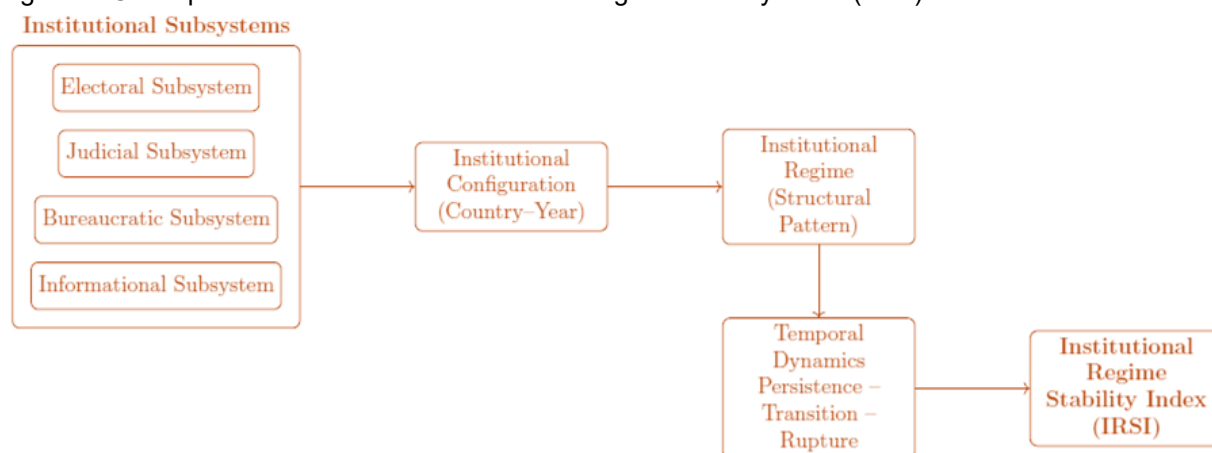 Institutional Subsystems
Electoral Subsystem
Judicial Subsystem
Bureaucratic Subsystem
Informational Subsystem
Institutional
Configuration
(Country–Year)
Institutional
Regime
(Structural
Pattern)
Temporal
Dynamics
Persistence –
Transition –
Rupture
Institutional
Regime
Stability Index
(IRSI)